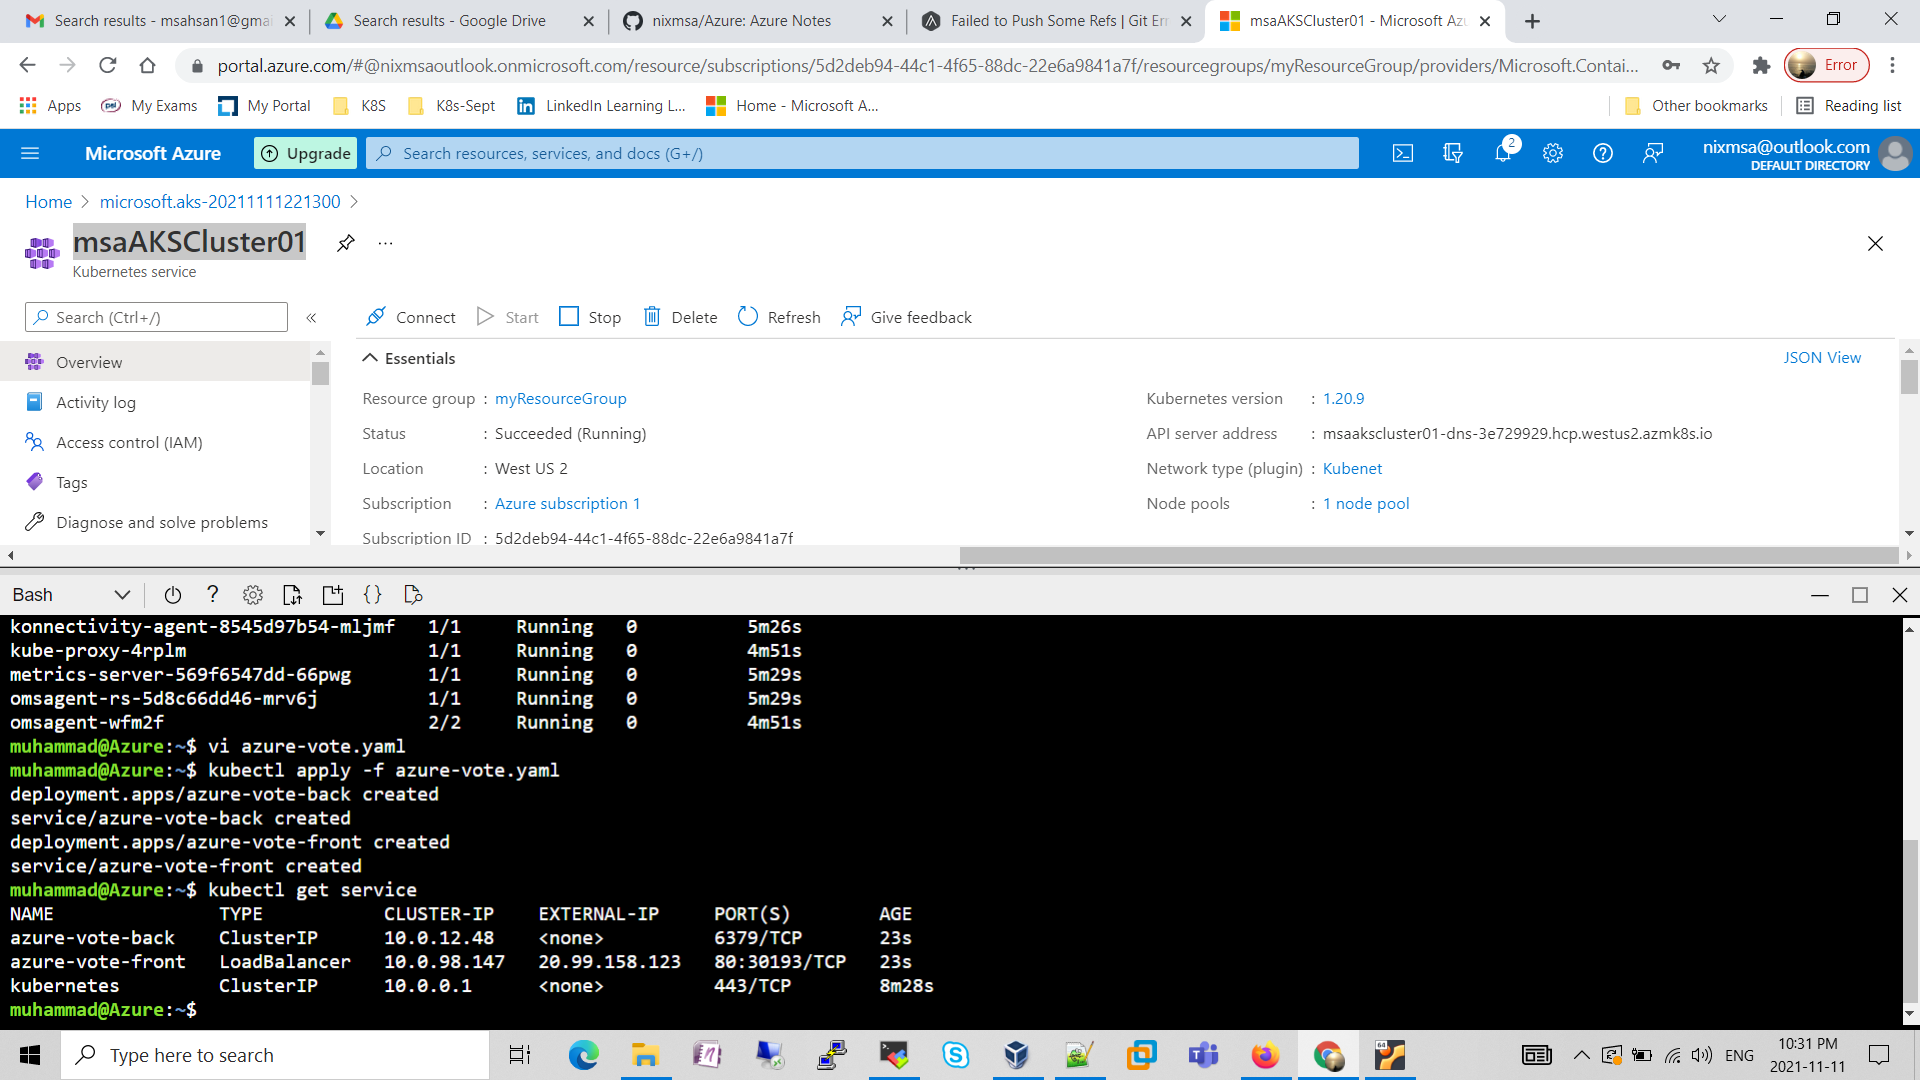 Search results - msahsan1@gmai
Search results - Google Drive
nixmsa/Azure: Azure Notes
Failed to Push Some Refs | Git Err
msaAKSCluster01 - Microsoft Azu
portal.azure.com/#@nixmsaoutlook.onmicrosoft.com/resource/subscriptions/5d2deb94-44c1-4f65-88dc-22e6a9841a7f/resourcegroups/myResourceGroup/providers/Microsoft.Contai...
Error
Apps
psi
My Exams
My Portal
K8S
K8s-Sept
LinkedIn Learning L...
Home - Microsoft A...
Other bookmarks
Reading list
Microsoft Azure
Upgrade
Search resources, services, and docs (G+/)
2
nixmsa@outlook.com
DEFAULT DIRECTORY
Home > microsoft.aks-20211111221300 >
msaAKSCluster01
...
Kubernetes service
Search (Ctrl+/)
«
Connect
Start
Stop
Delete
Refresh
Give feedback
Overview
Activity log
Access control (IAM)
Tags
Diagnose and solve problems
Essentials
JSON View
Resource group : myResourceGroup
Status : Succeeded (Running)
Location : West US 2
Subscription : Azure subscription 1
Subscription ID : 5d2deb94-44c1-4f65-88dc-22e6a9841a7f
Kubernetes version : 1.20.9
API server address : msaakscluster01-dns-3e729929.hcp.westus2.azmk8s.io
Network type (plugin) : Kubenet
Node pools : 1 node pool
Bash
?
{}
konnectivity-agent-8545d97b54-mljmf 1/1 Running 0 5m26s
kube-proxy-4rplm 1/1 Running 0 4m51s
metrics-server-569f6547dd-66pwg 1/1 Running 0 5m29s
omsagent-rs-5d8c66dd46-mrv6j 1/1 Running 0 5m29s
omsagent-wfm2f 2/2 Running 0 4m51s
muhammad@Azure:~$ vi azure-vote.yaml
muhammad@Azure:~$ kubectl apply -f azure-vote.yaml
deployment.apps/azure-vote-back created
service/azure-vote-back created
deployment.apps/azure-vote-front created
service/azure-vote-front created
muhammad@Azure:~$ kubectl get service
NAME TYPE CLUSTER-IP EXTERNAL-IP PORT(S) AGE
azure-vote-back ClusterIP 10.0.12.48 <none> 6379/TCP 23s
azure-vote-front LoadBalancer 10.0.98.147 20.99.158.123 80:30193/TCP 23s
kubernetes ClusterIP 10.0.0.1 <none> 443/TCP 8m28s
muhammad@Azure:~$
Type here to search
64
ENG
10:31 PM
2021-11-11